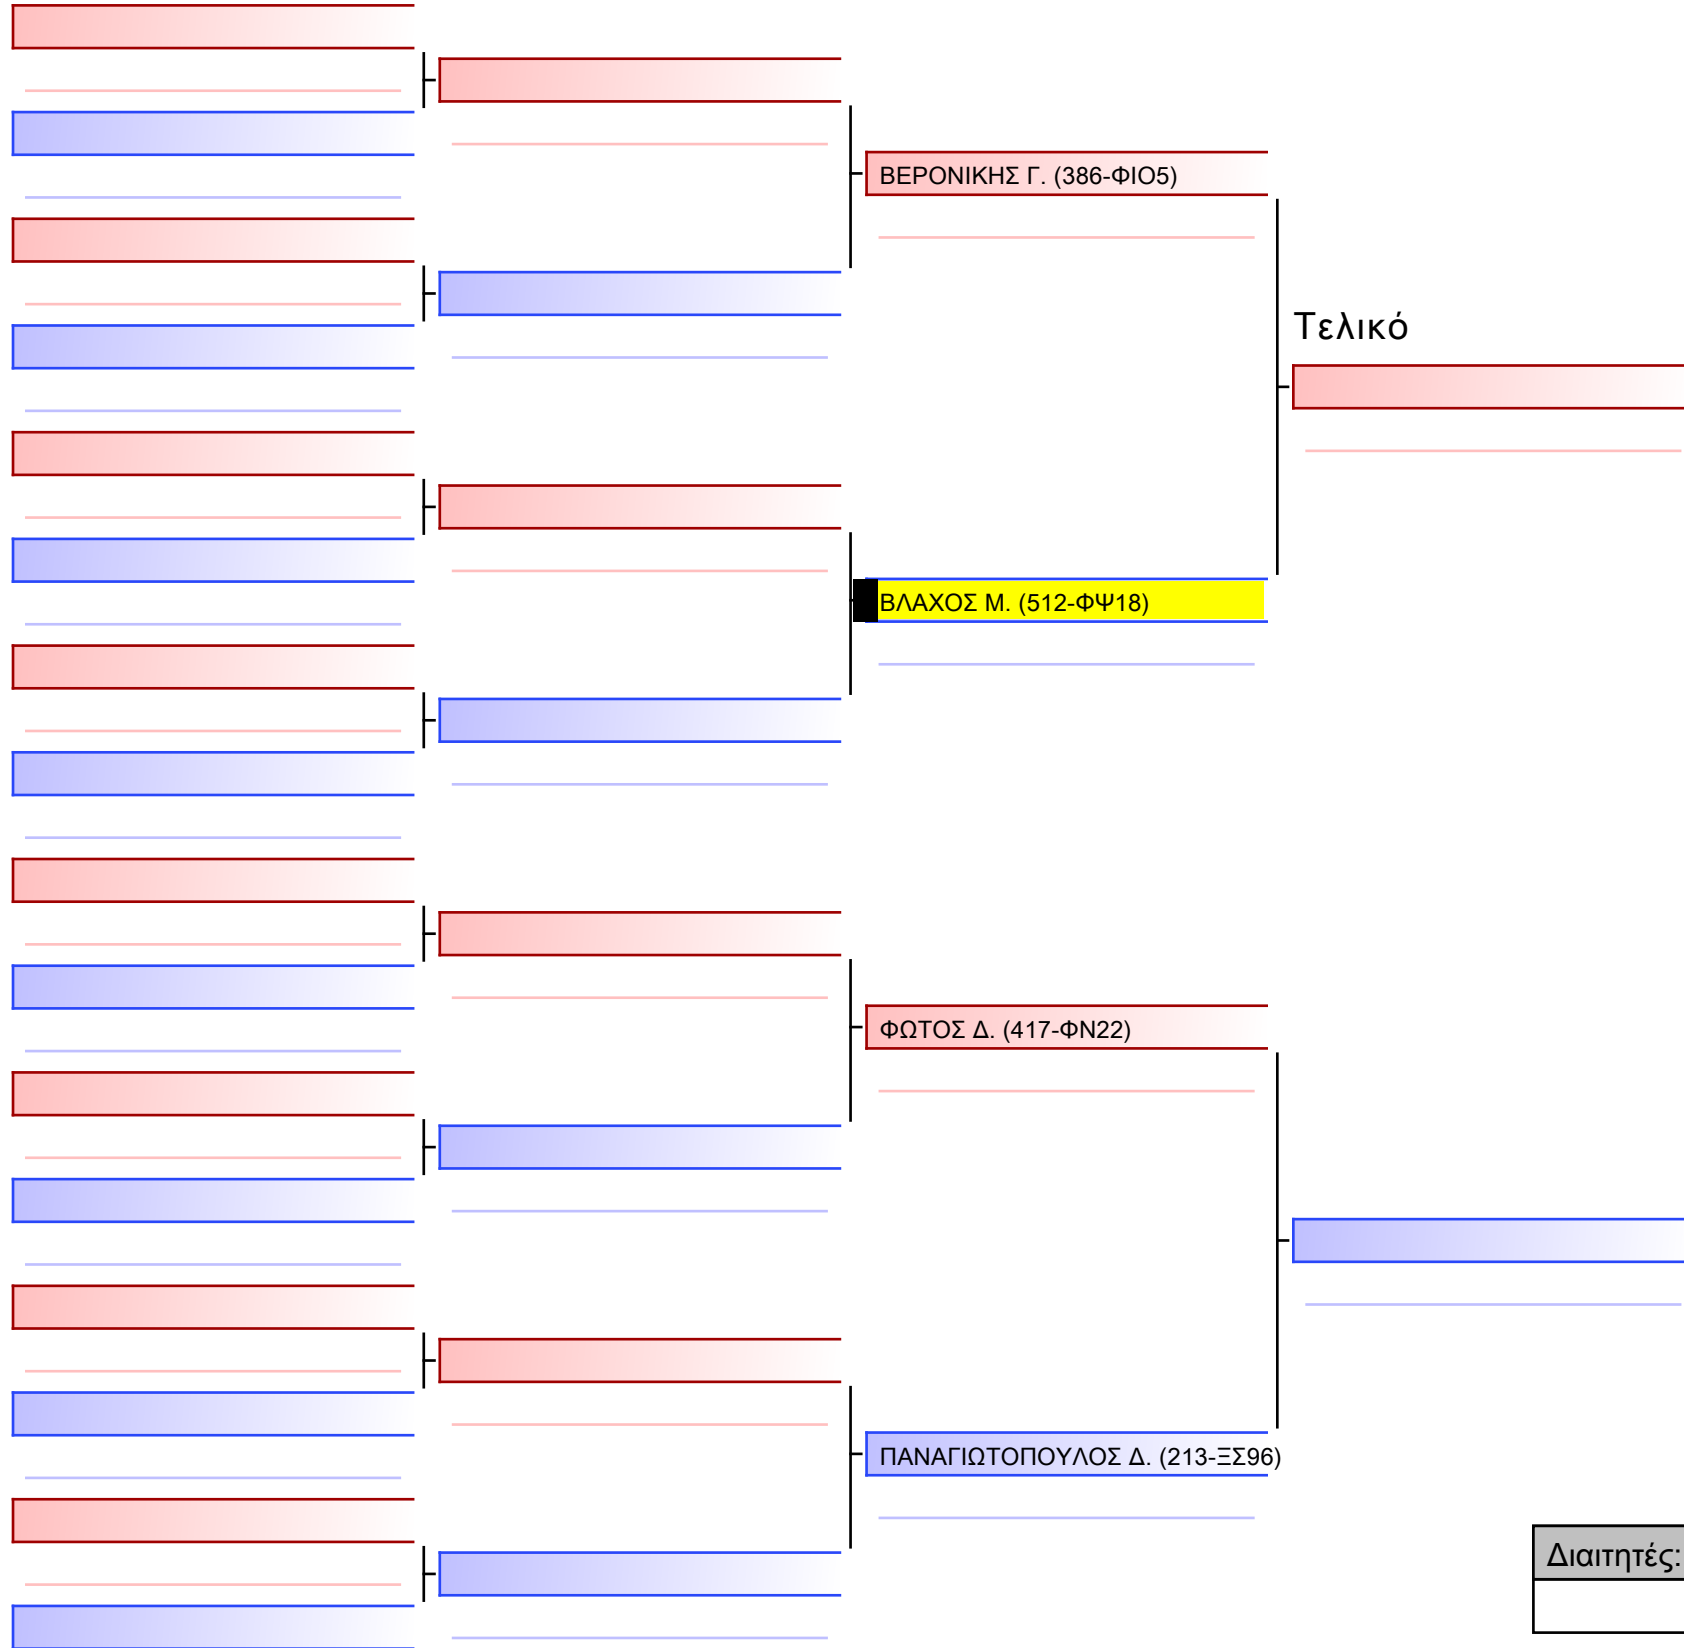 ΒΕΡΟΝΙΚΗΣ Γ. (386-ΦΙΟ5)
Τελικό
ΒΛΑΧΟΣ Μ. (512-ΦΨ18)
ΦΩΤΟΣ Δ. (417-ΦΝ22)
ΠΑΝΑΓΙΩΤΟΠΟΥΛΟΣ Δ. (213-ΞΣ96)
Διαιτητές: